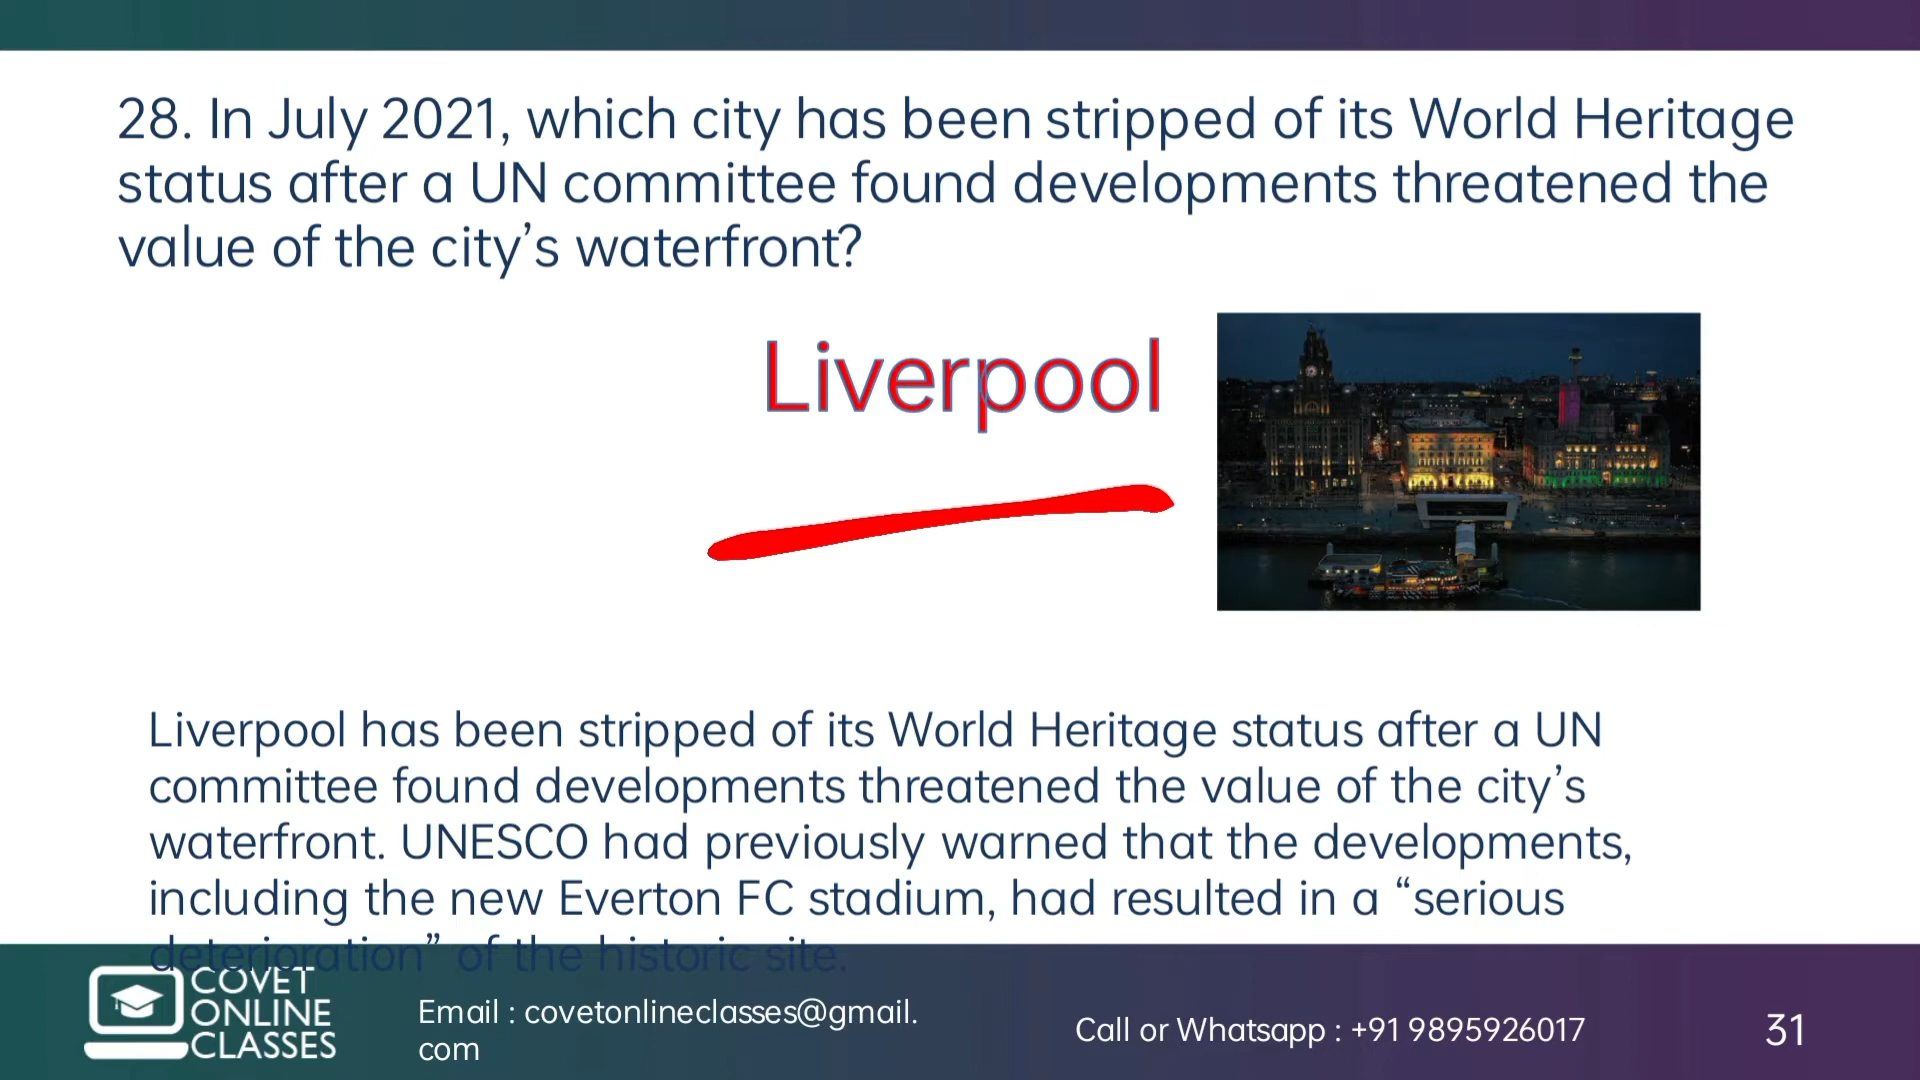 28. In July 2021, which city has been stripped of its World Heritage
status after a UN committee found developments threatened the
value of the city’s waterfront?
Liverpool
Liverpool has been stripped of its World Heritage status after a UN
committee found developments threatened the value of the city’s
waterfront. UNESCO had previously warned that the developments,
including the new Everton FC stadium, had resulted in a “serious
deterioration” of the historic site.
COVET
ONLINE
CLASSES
Email : covetonlineclasses@gmail.
com
Call or Whatsapp : +91 9895926017
31